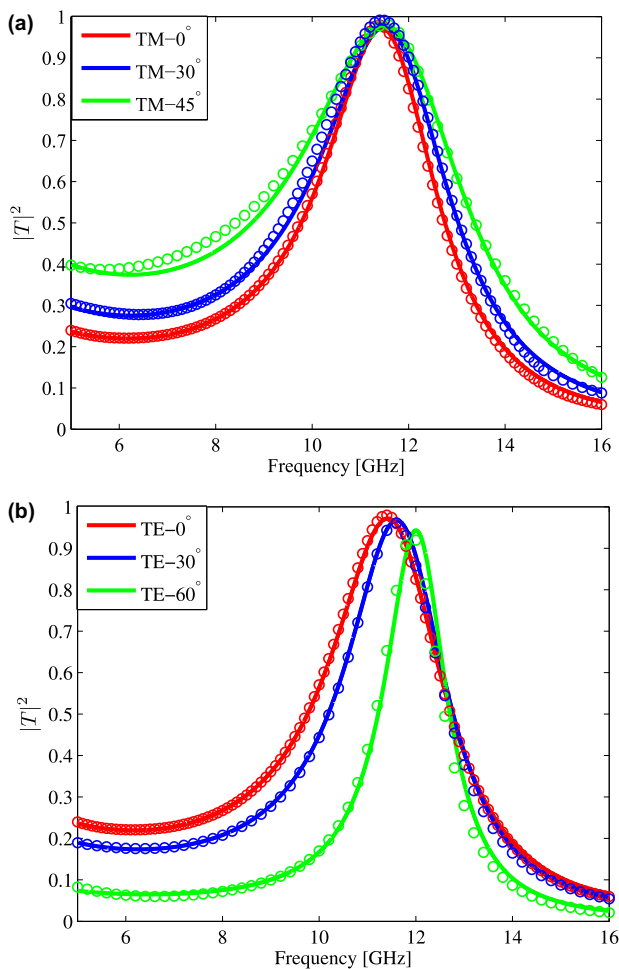 (a)
1
0.9
0.8
0.7
0.6
0.5
0.4
0.3
0.2
0.1
0
|T|²
TM−0°
TM−30°
TM−45°
6 8 10 12 14 16
Frequency [GHz]
(b)
1
0.9
0.8
0.7
0.6
0.5
0.4
0.3
0.2
0.1
0
|T|²
TE−0°
TE−30°
TE−60°
6 8 10 12 14 16
Frequency [GHz]